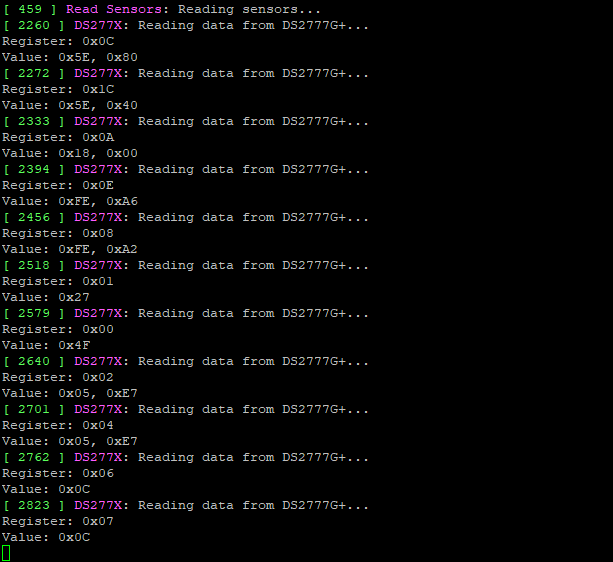 [ 459 ] Read Sensors: Reading sensors...
[ 2260 ] DS277X: Reading data from DS2777G+...
Register: 0x0C
Value: 0x5E, 0x80
[ 2272 ] DS277X: Reading data from DS2777G+...
Register: 0x1C
Value: 0x5E, 0x40
[ 2333 ] DS277X: Reading data from DS2777G+...
Register: 0x0A
Value: 0x18, 0x00
[ 2394 ] DS277X: Reading data from DS2777G+...
Register: 0x0E
Value: 0xFE, 0xA6
[ 2456 ] DS277X: Reading data from DS2777G+...
Register: 0x08
Value: 0xFE, 0xA2
[ 2518 ] DS277X: Reading data from DS2777G+...
Register: 0x01
Value: 0x27
[ 2579 ] DS277X: Reading data from DS2777G+...
Register: 0x00
Value: 0x4F
[ 2640 ] DS277X: Reading data from DS2777G+...
Register: 0x02
Value: 0x05, 0xE7
[ 2701 ] DS277X: Reading data from DS2777G+...
Register: 0x04
Value: 0x05, 0xE7
[ 2762 ] DS277X: Reading data from DS2777G+...
Register: 0x06
Value: 0x0C
[ 2823 ] DS277X: Reading data from DS2777G+...
Register: 0x07
Value: 0x0C